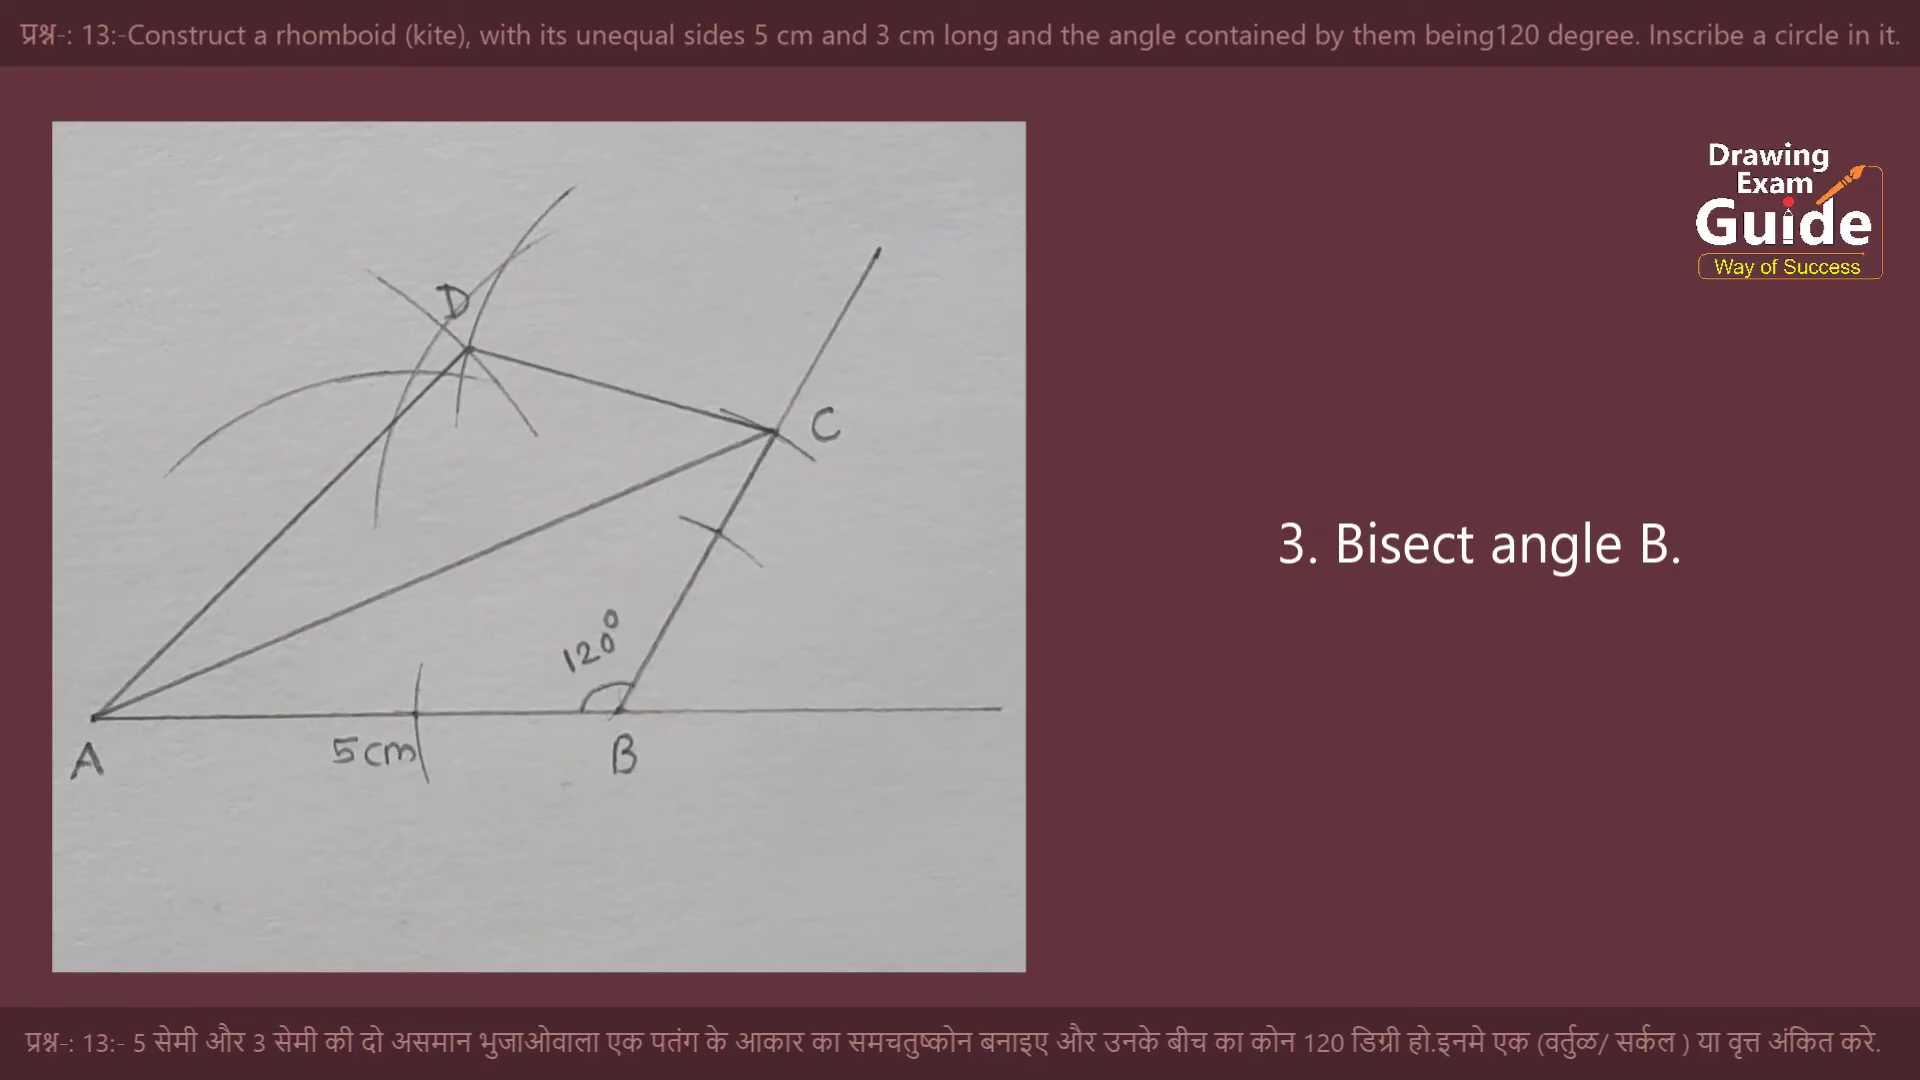 प्रश्न-: 13:-Construct a rhomboid (kite), with its unequal sides 5 cm and 3 cm long and the angle contained by them being120 degree. Inscribe a circle in it.
Drawing
Exam
Guide
Way of Success
D
C
120°
3. Bisect angle B.
A
5cm
B
प्रश्न-: 13:- 5 सेमी और 3 सेमी की दो असमान भुजाओवाला एक पतंग के आकार का समचतुष्कोन बनाइए और उनके बीच का कोन 120 डिग्री हो.इनमे एक (वर्तुळ/ सर्कल ) या वृत्त अंकित करे.